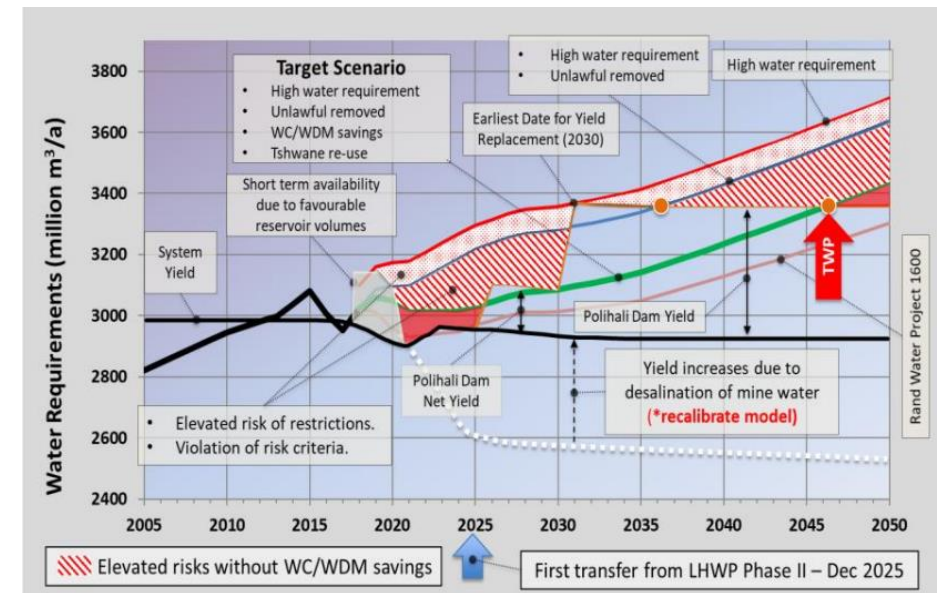 Water Requirements (million m³/a)
3800
3600
3400
3200
3000
2800
2600
2400
2005
2010
2015
2020
2025
2030
2035
2040
2045
2050
Target Scenario
• High water requirement
• Unlawful removed
• WC/WDM savings
• Tshwane re-use
• High water requirement
• Unlawful removed
High water requirement
Earliest Date for Yield
Replacement (2030)
Short term availability
due to favourable
reservoir volumes
System
Yield
TWP
Polihali Dam Yield
Polihali Dam
Net Yield
Yield increases due to
desalination of mine water
(*recalibrate model)
• Elevated risk of restrictions.
• Violation of risk criteria.
Rand Water Project 1600
Elevated risks without WC/WDM savings
First transfer from LHWP Phase II – Dec 2025